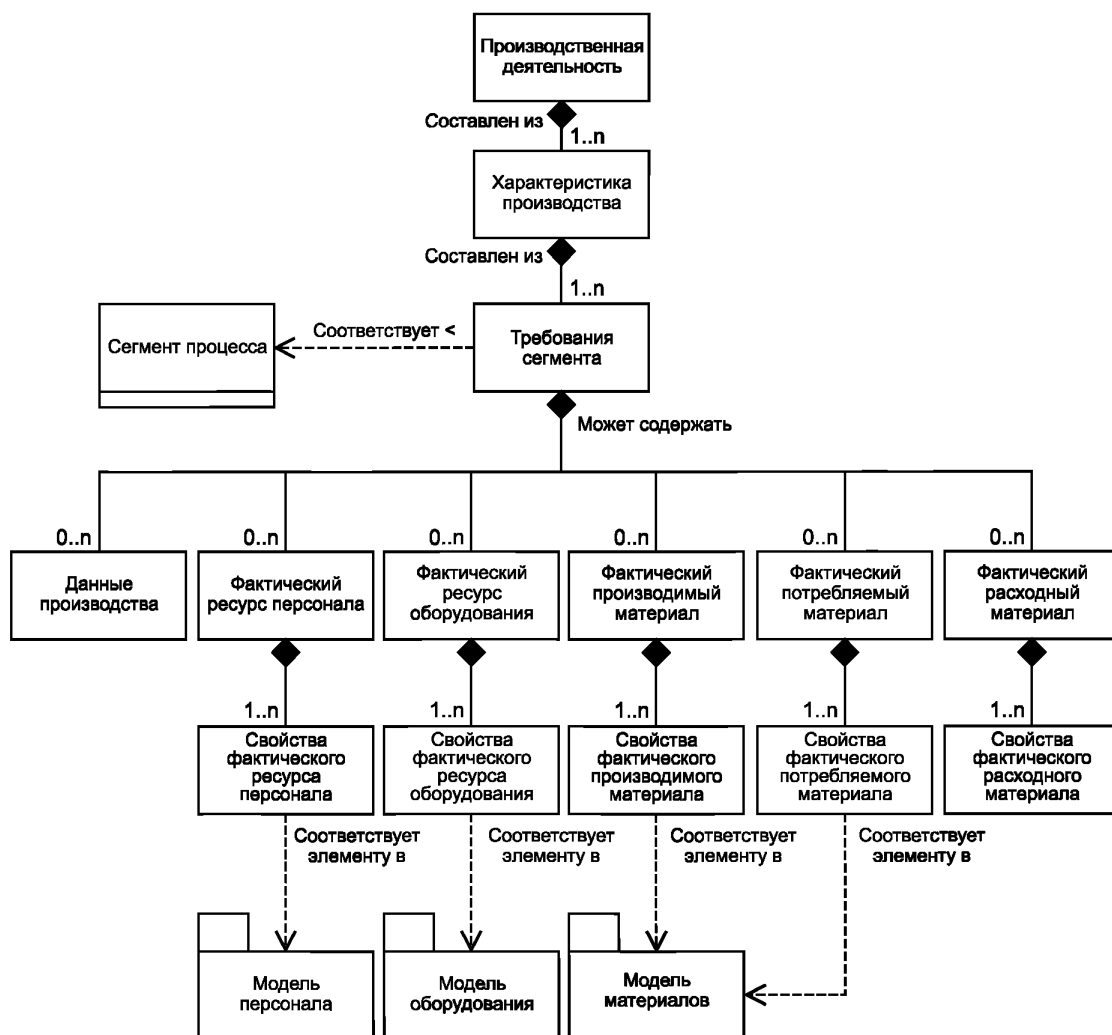 Производственная
деятельность
Составлен из
1..n
Характеристика
производства
Составлен из
1..n
Сегмент процесса
Соответствует <
Требования
сегмента
Может содержать
0..n
0..n
0..n
0..n
0..n
0..n
Данные
производства
Фактический
ресурс персонала
Фактический
ресурс
оборудования
Фактический
производимый
материал
Фактический
потребляемый
материал
Фактический
расходный
материал
1..n
1..n
1..n
1..n
1..n
Свойства
фактического
ресурса
персонала
Свойства
фактического
ресурса
оборудования
Свойства
фактического
производимого
материала
Свойства
фактического
потребляемого
материала
Свойства
фактического
расходного
материала
Соответствует
элементу в
Соответствует
элементу в
Соответствует
элементу в
Соответствует
элементу в
Модель
персонала
Модель
оборудования
Модель
материалов